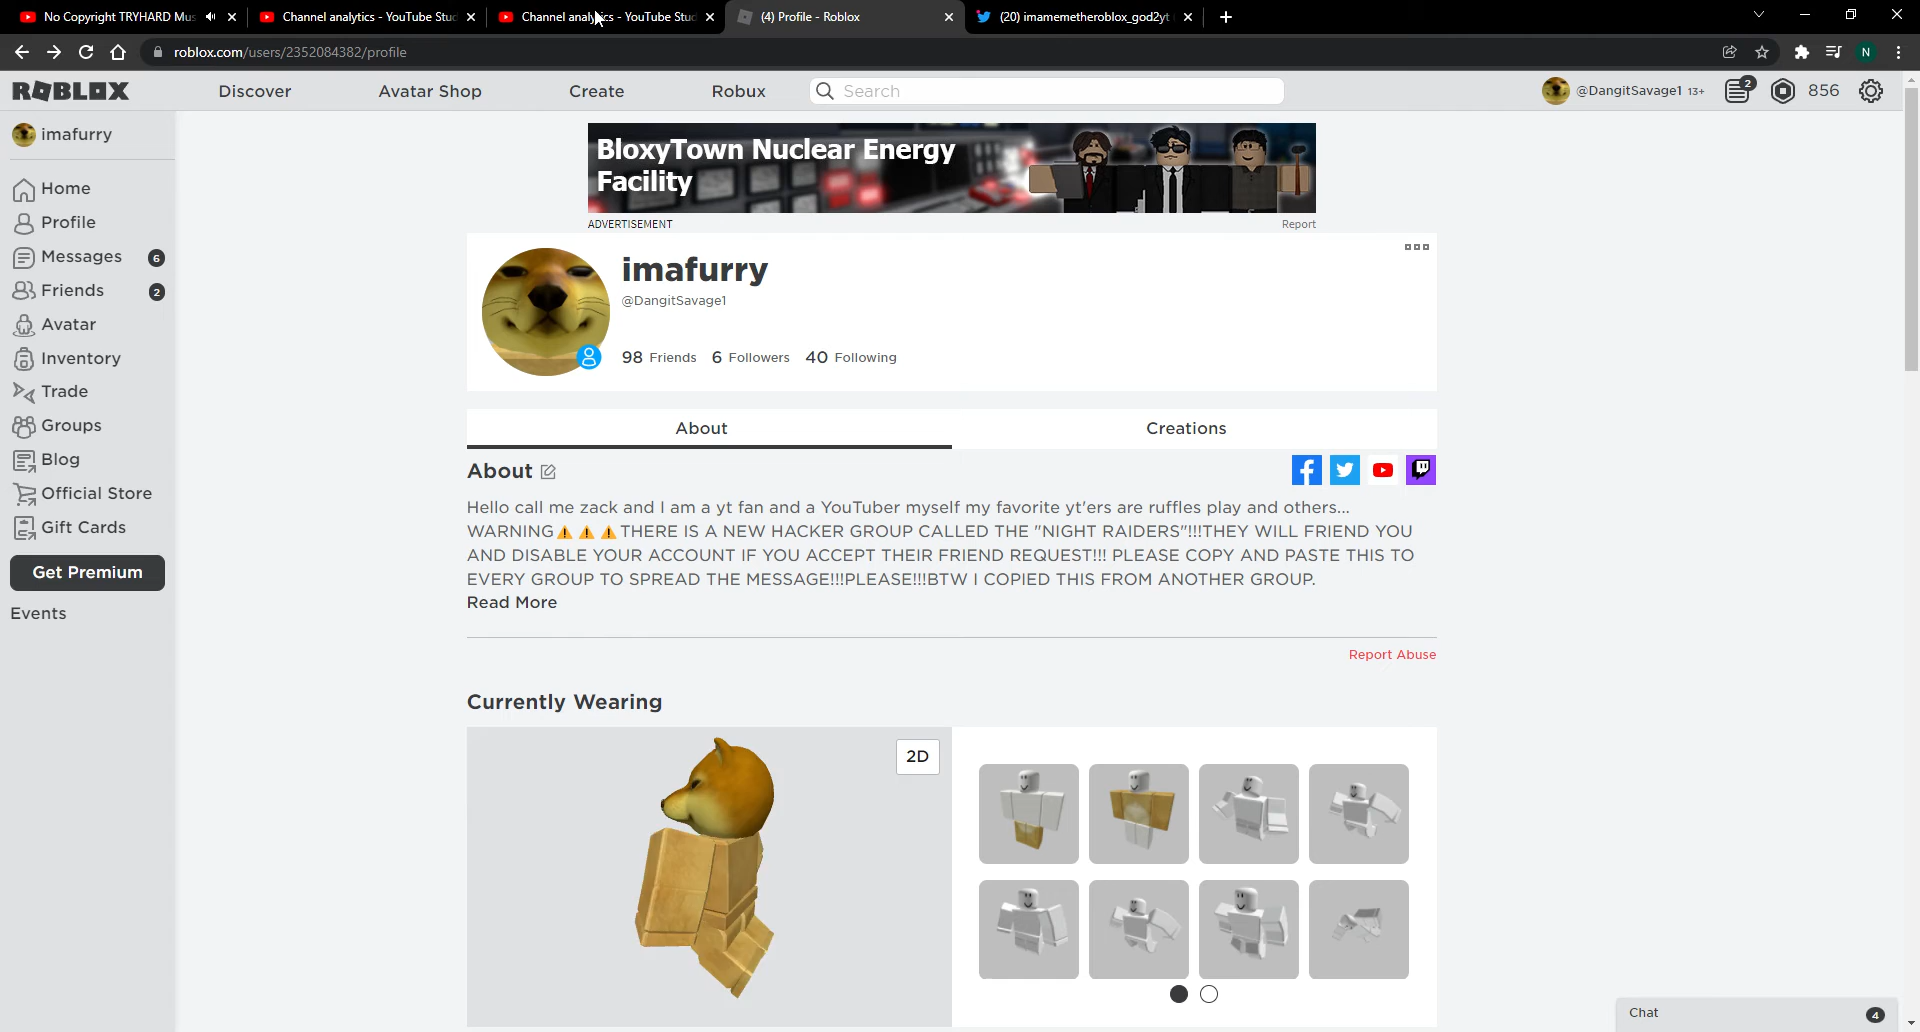 No Copyright TRYHARD Mus
Channel analytics - YouTube Stud
Channel analytics - YouTube Stud
(4) Profile - Roblox
(20) imamemetheroblox_god2yt
roblox.com/users/2352084382/profile
N
ROBLOX
Discover
Avatar Shop
Create
Robux
Search
@DangitSavage1 13+
2
856
imafurry
Home
Profile
Messages 6
Friends 2
Avatar
Inventory
Trade
Groups
Blog
Official Store
Gift Cards
Get Premium
Events
BloxyTown Nuclear Energy
Facility
ADVERTISEMENT
Report
imafurry
@DangitSavage1
98 Friends 6 Followers 40 Following
About
Creations
About
Hello call me zack and I am a yt fan and a YouTuber myself my favorite yt'ers are ruffles play and others...
WARNING⚠⚠⚠THERE IS A NEW HACKER GROUP CALLED THE "NIGHT RAIDERS"!!!THEY WILL FRIEND YOU
AND DISABLE YOUR ACCOUNT IF YOU ACCEPT THEIR FRIEND REQUEST!!! PLEASE COPY AND PASTE THIS TO
EVERY GROUP TO SPREAD THE MESSAGE!!!PLEASE!!!BTW I COPIED THIS FROM ANOTHER GROUP.
Read More
Report Abuse
Currently Wearing
2D
Chat 4